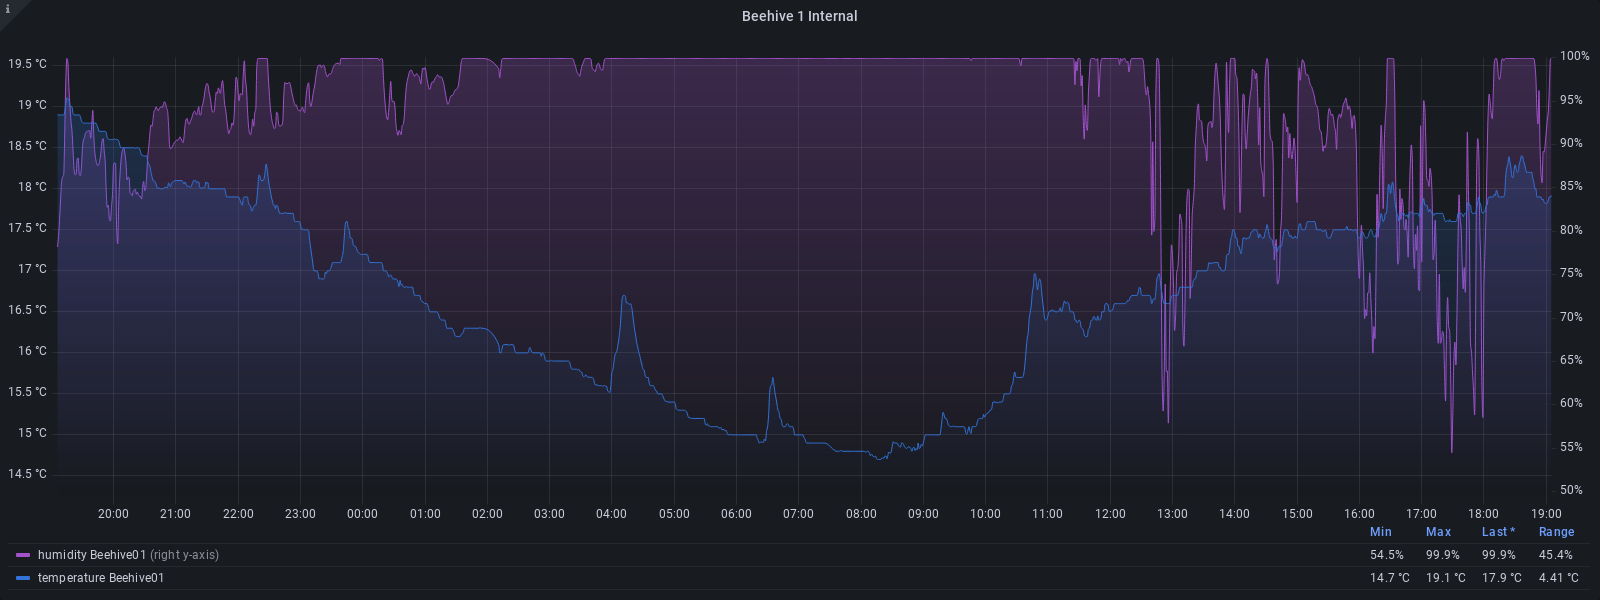 i
Beehive 1 Internal
19.5 °C
19 °C
18.5 °C
18 °C
17.5 °C
17 °C
16.5 °C
16 °C
15.5 °C
15 °C
14.5 °C
100%
95%
90%
85%
80%
75%
70%
65%
60%
55%
50%
20:00 21:00 22:00 23:00 00:00 01:00 02:00 03:00 04:00 05:00 06:00 07:00 08:00 09:00 10:00 11:00 12:00 13:00 14:00 15:00 16:00 17:00 18:00 19:00
Min Max Last * Range
humidity Beehive01 (right y-axis) 54.5% 99.9% 99.9% 45.4%
temperature Beehive01 14.7 °C 19.1 °C 17.9 °C 4.41 °C